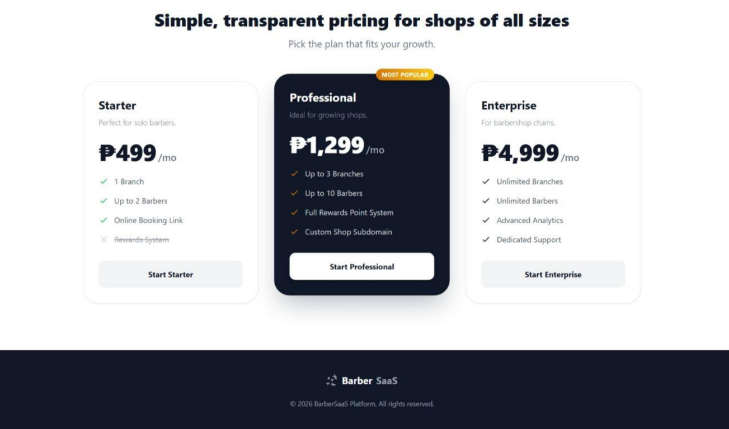 Simple, transparent pricing for shops of all sizes
Pick the plan that fits your growth.
Starter
Perfect for solo barbers.
₱499/mo
1 Branch
Up to 2 Barbers
Online Booking Link
Rewards System
Start Starter
MOST POPULAR
Professional
Ideal for growing shops.
₱1,299/mo
Up to 3 Branches
Up to 10 Barbers
Full Rewards Point System
Custom Shop Subdomain
Start Professional
Enterprise
For barbershop chains.
₱4,999/mo
Unlimited Branches
Unlimited Barbers
Advanced Analytics
Dedicated Support
Start Enterprise
Barber SaaS
© 2026 BarberSaaS Platform. All rights reserved.